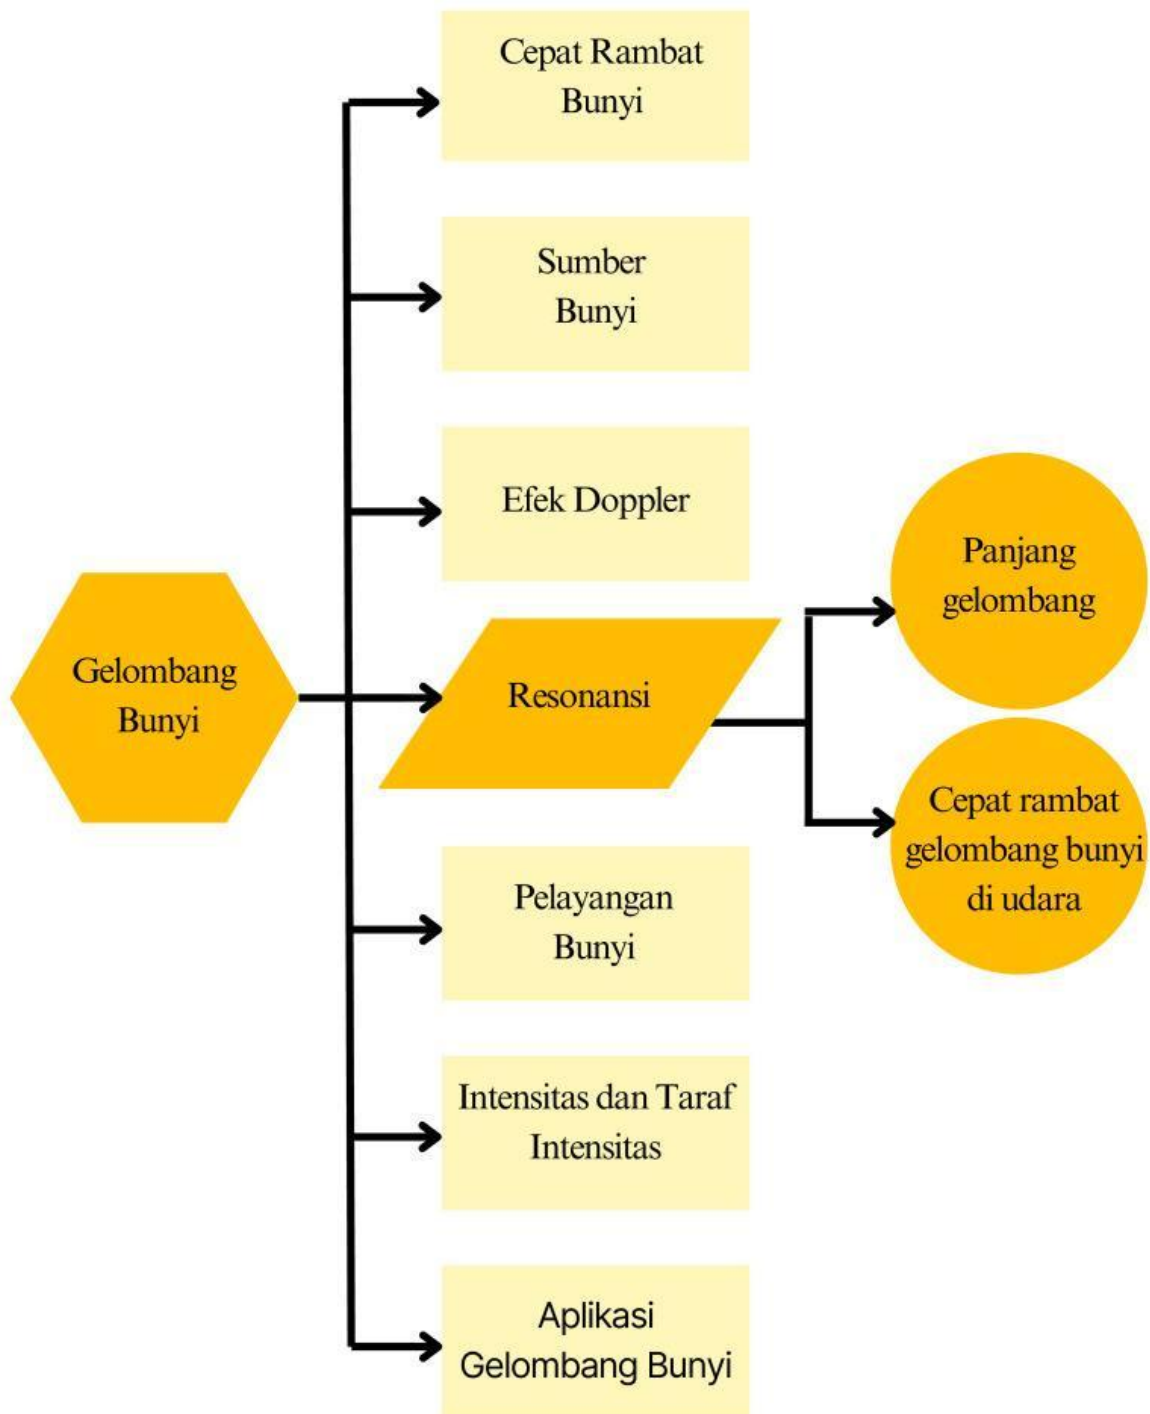 Cepat Rambat
Bunyi
Sumber
Bunyi
Efek Doppler
Gelombang
Bunyi
Resonansi
Panjang
gelombang
Cepat rambat
gelombang bunyi
di udara
Pelayangan
Bunyi
Intensitas dan Taraf
Intensitas
Aplikasi
Gelombang Bunyi